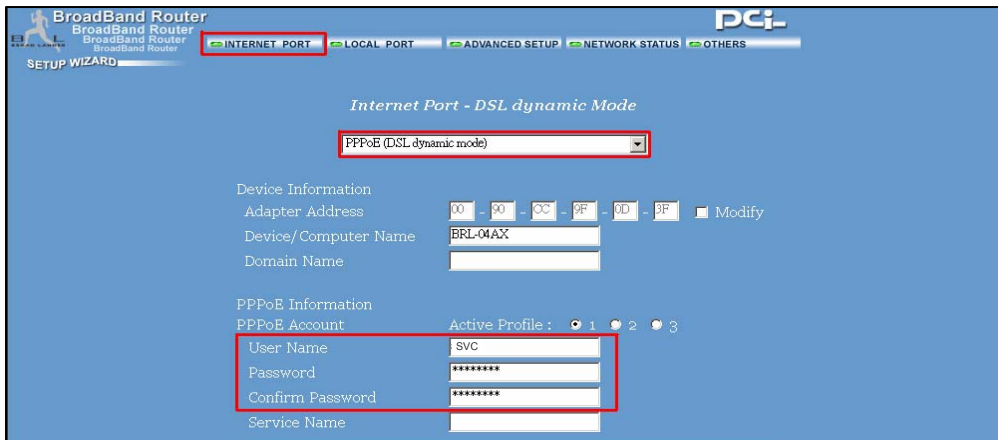 BroadBand Router
BroadBand Router
BroadBand Router
BroadBand Router
BROAD LANNER
SETUP WIZARD
PCi
INTERNET PORT LOCAL PORT ADVANCED SETUP NETWORK STATUS OTHERS
Internet Port - DSL dynamic Mode
PPPoE (DSL dynamic mode)
Device Information
Adapter Address 00 - 90 - CC - 9F - 0D - 3F Modify
Device/Computer Name BRL-04AX
Domain Name
PPPoE Information
PPPoE Account Active Profile : 1 2 3
User Name SVC
Password ********
Confirm Password ********
Service Name